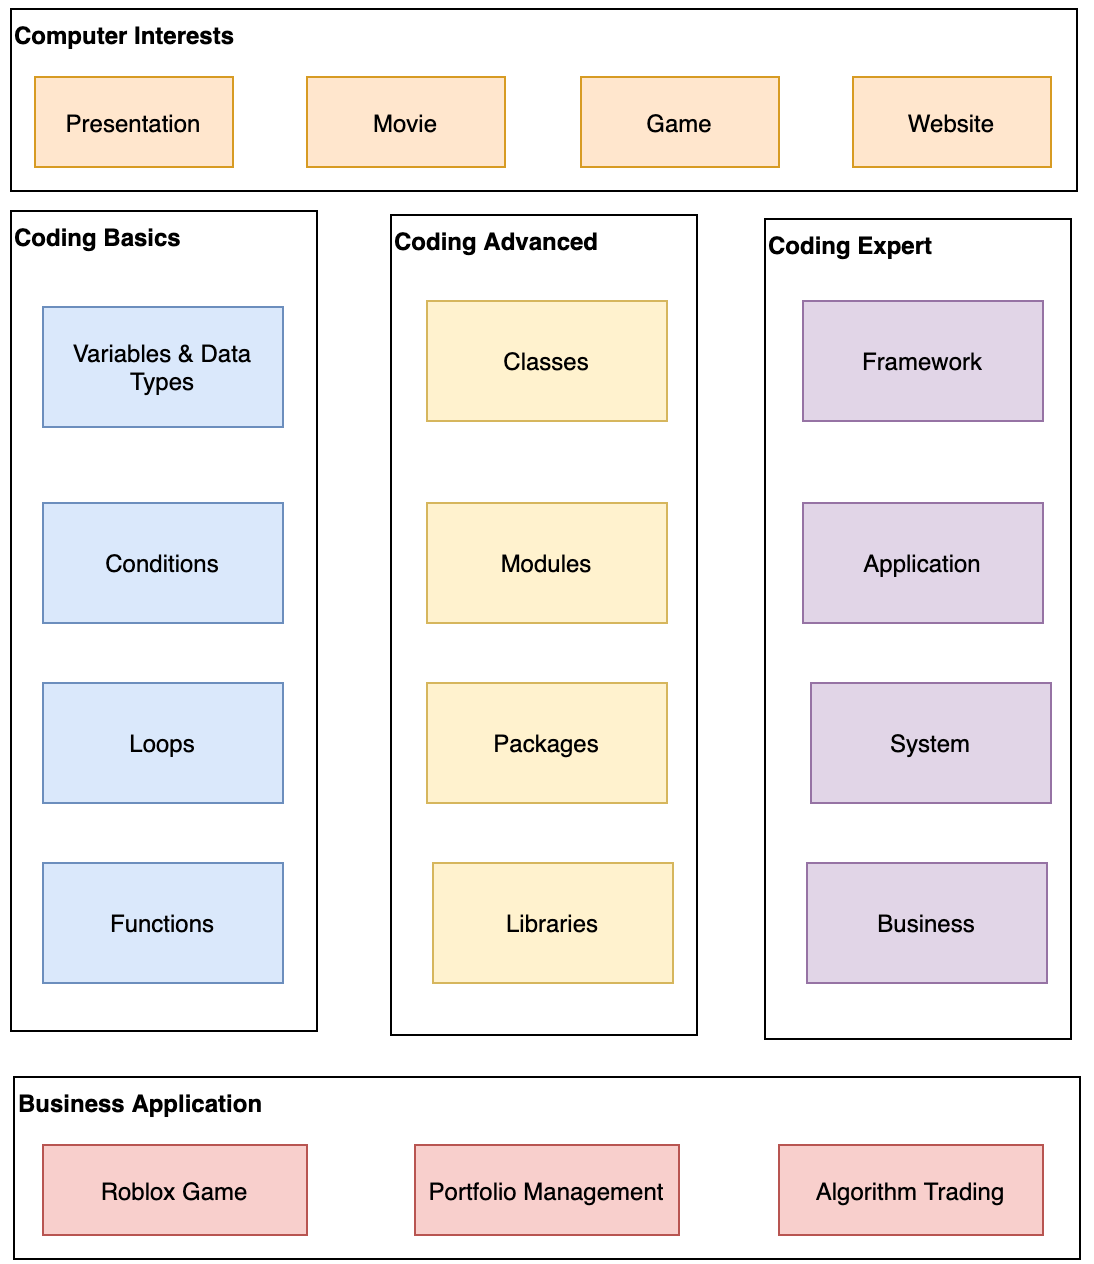 Computer Interests
Presentation
Movie
Game
Website
Coding Basics
Variables & Data
Types
Conditions
Loops
Functions
Coding Advanced
Classes
Modules
Packages
Libraries
Coding Expert
Framework
Application
System
Business
Business Application
Roblox Game
Portfolio Management
Algorithm Trading